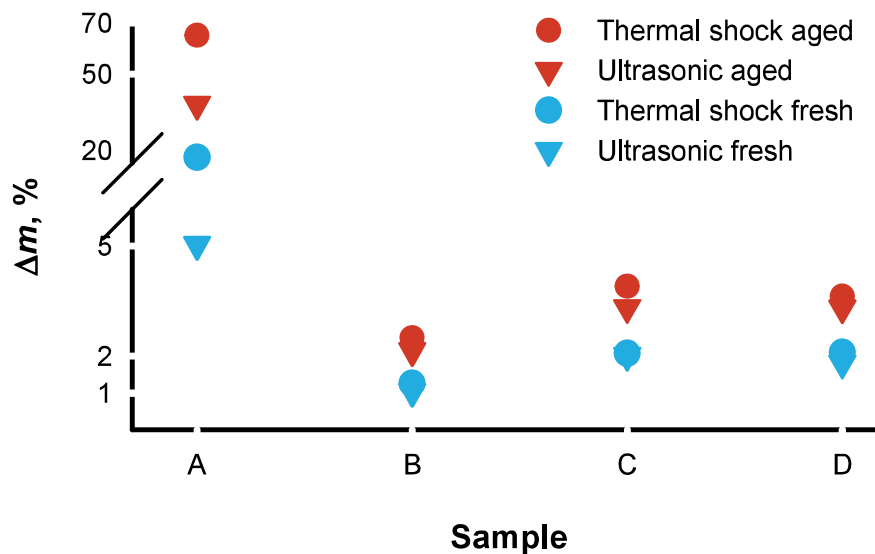 70
50
20
5
2
1
Δm, %
Thermal shock aged
Ultrasonic aged
Thermal shock fresh
Ultrasonic fresh
A B C D
Sample